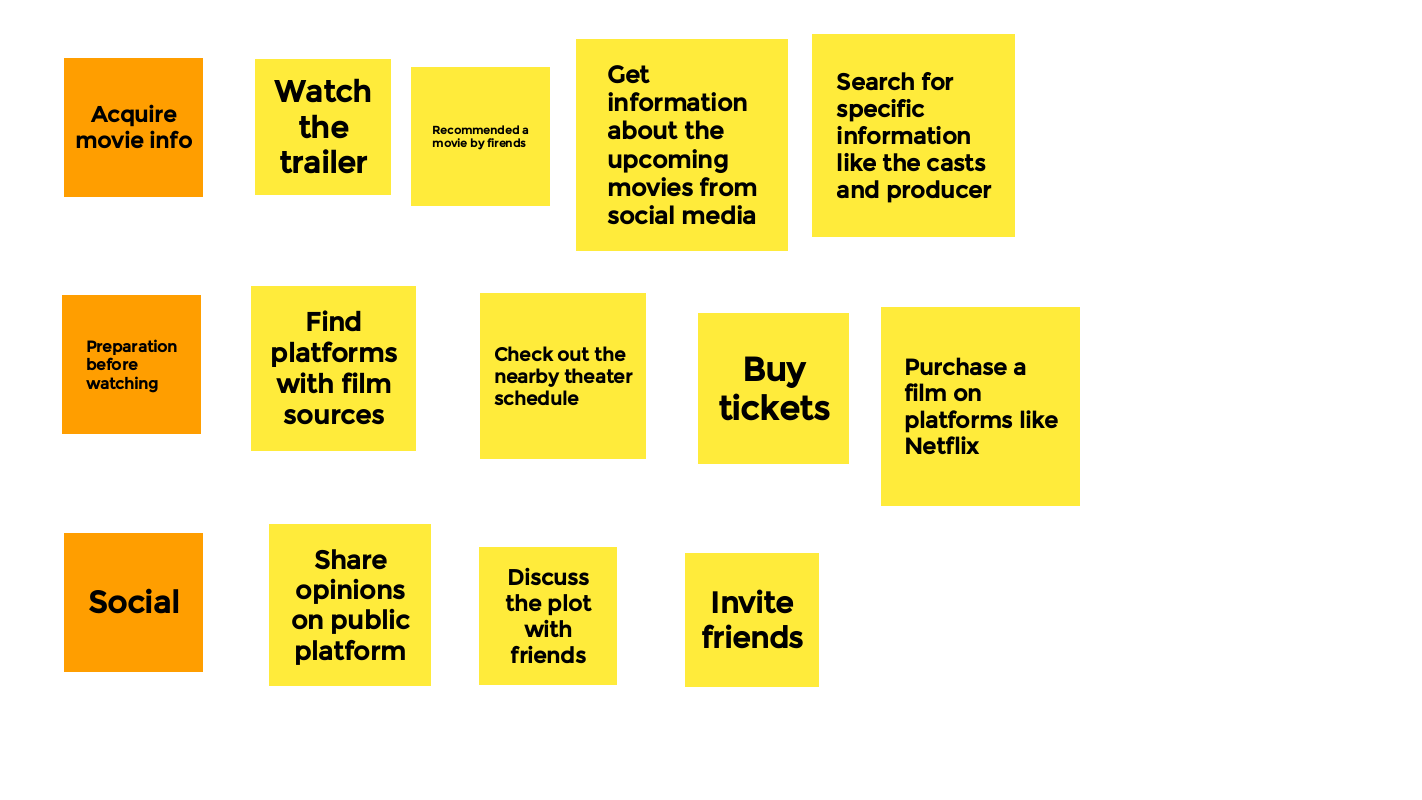 Acquire
movie info
Watch
the
trailer
Recommended a
movie by firends
Get
information
about the
upcoming
movies from
social media
Search for
specific
information
like the casts
and producer
Preparation
before
watching
Find
platforms
with film
sources
Check out the
nearby theater
schedule
Buy
tickets
Purchase a
film on
platforms like
Netflix
Social
Share
opinions
on public
platform
Discuss
the plot
with
friends
Invite
friends